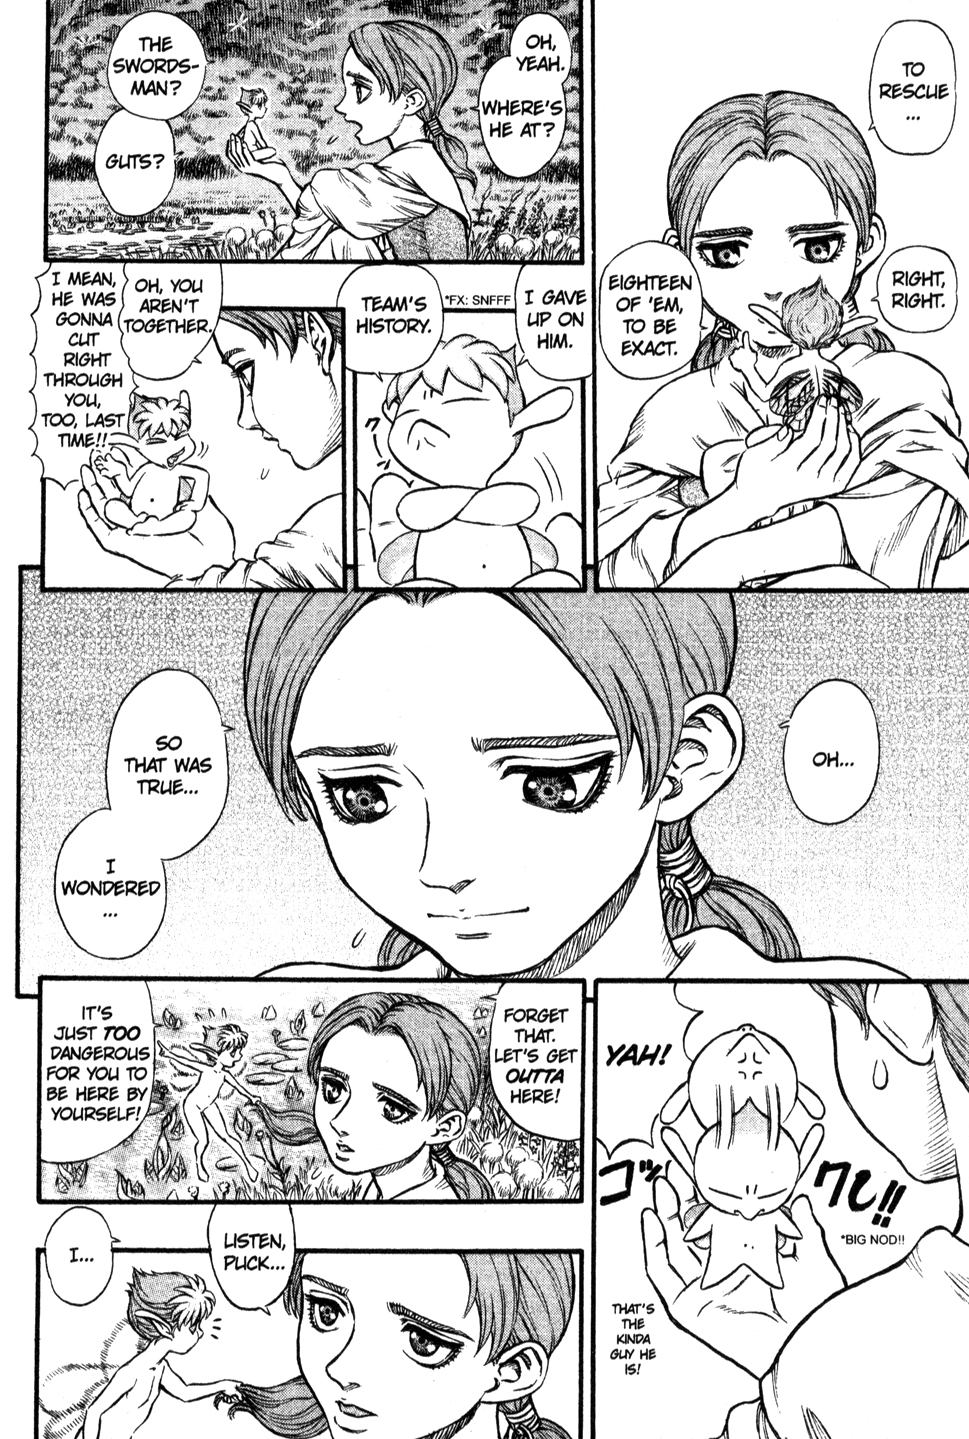 TO
RESCUE
...
RIGHT,
RIGHT.
EIGHTEEN
OF 'EM,
TO BE
EXACT.
OH,
YEAH.
WHERE'S
HE AT?
THE
SWORDS-
MAN?
GUTS?
I GAVE
UP ON
HIM.
*FX: SNFFF
TEAM'S
HISTORY.
OH, YOU
AREN'T
TOGETHER.
I MEAN,
HE WAS
GONNA
CUT
RIGHT
THROUGH
YOU,
TOO, LAST
TIME!!
OH...
SO
THAT WAS
TRUE...
I
WONDERED
...
YAH!
コッ
クし!!
*BIG NOD!!
THAT'S
THE
KINDA
GUY HE
IS!
FORGET
THAT.
LET'S GET
OUTTA
HERE!
IT'S
JUST TOO
DANGEROUS
FOR YOU TO
BE HERE BY
YOURSELF!
LISTEN,
PUCK...
I...